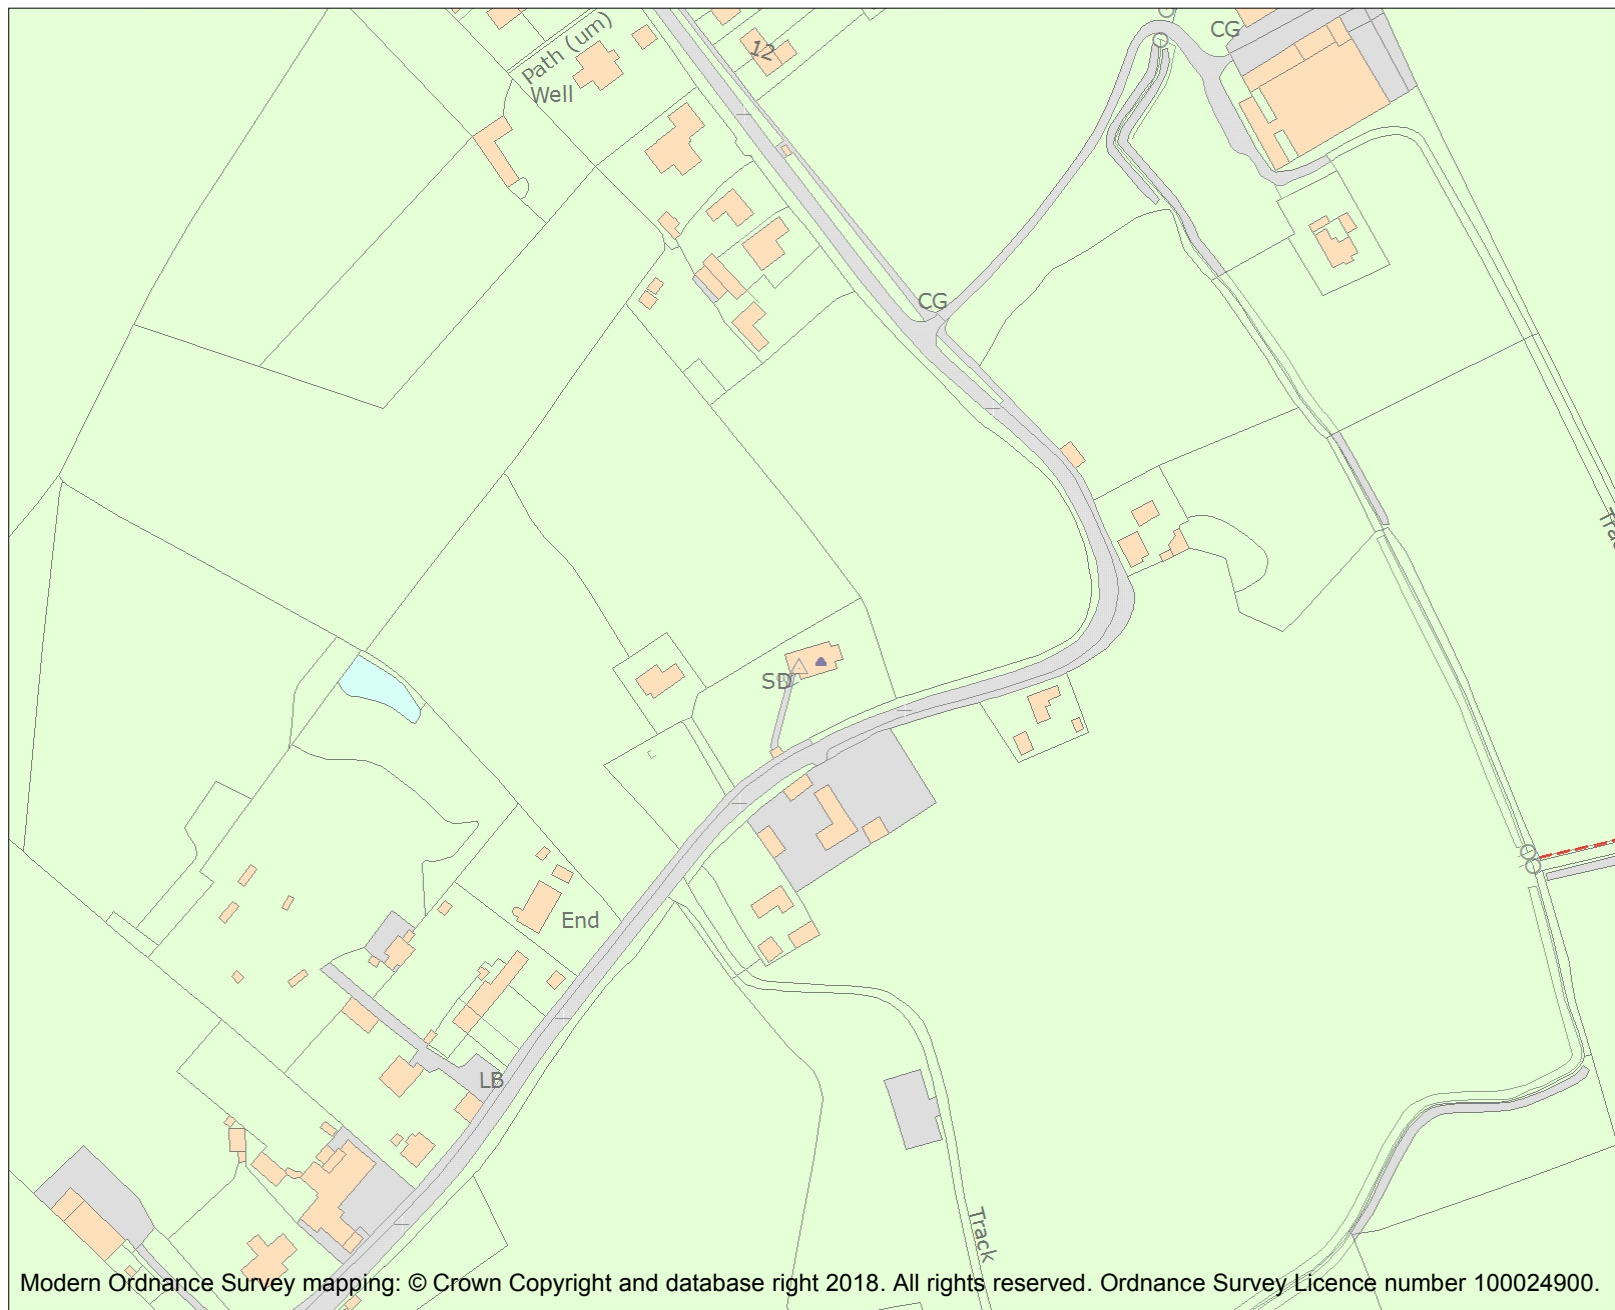 Path (um)
Well
12
CG
CG
SD
End
LB
Track
Modern Ordnance Survey mapping: © Crown Copyright and database right 2018. All rights reserved. Ordnance Survey Licence number 100024900.